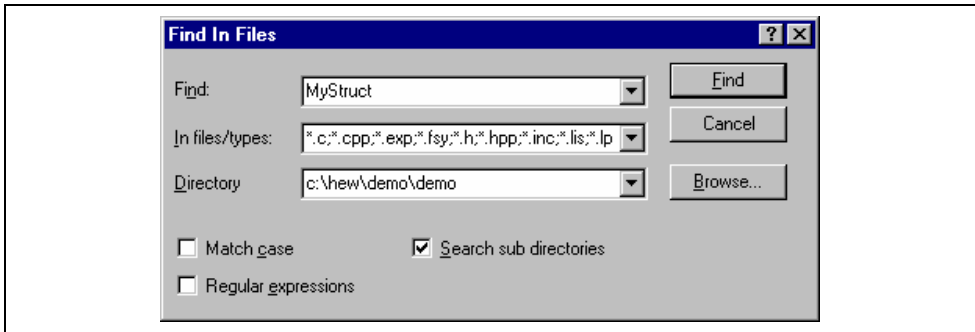 Find In Files
Find: MyStruct Find
In files/types: *.c;*.cpp;*.exp;*.fsy;*.h;*.hpp;*.inc;*.lis;*.lp Cancel
Directory c:\hew\demo\demo Browse...
Match case Search sub directories
Regular expressions